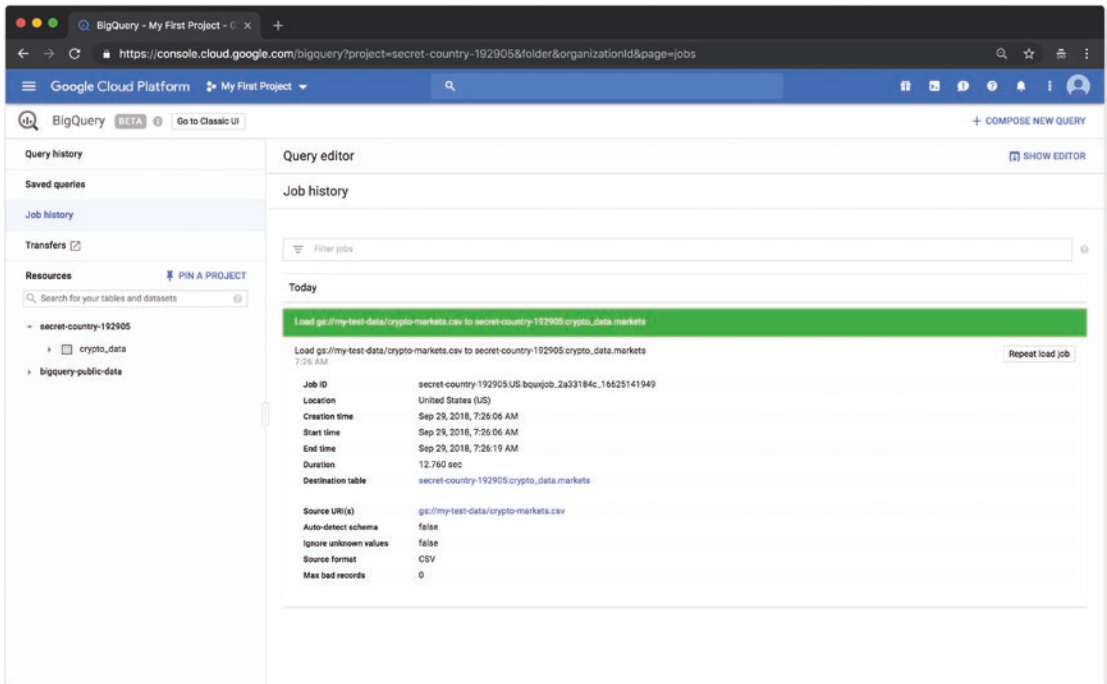 BigQuery - My First Project - G
https://console.cloud.google.com/bigquery?project=secret-country-192905&folder&organizationId&page=jobs
Google Cloud Platform My First Project
BigQuery BETA Go to Classic UI + COMPOSE NEW QUERY
Query history
Saved queries
Job history
Transfers
Resources PIN A PROJECT
Search for your tables and datasets
secret-country-192905
crypto_data
bigquery-public-data
Query editor SHOW EDITOR
Job history
Filter jobs
Today
Load gs://my-test-data/crypto-markets.csv to secret-country-192905:crypto_data.markets
Load gs://my-test-data/crypto-markets.csv to secret-country-192905:crypto_data.markets
7:26 AM
Repeat load job
Job ID secret-country-192905:US.bquxjob_2a33184c_16625141949
Location United States (US)
Creation time Sep 29, 2018, 7:26:06 AM
Start time Sep 29, 2018, 7:26:06 AM
End time Sep 29, 2018, 7:26:19 AM
Duration 12.760 sec
Destination table secret-country-192905:crypto_data.markets
Source URI(s) gs://my-test-data/crypto-markets.csv
Auto-detect schema false
Ignore unknown values false
Source format CSV
Max bad records 0